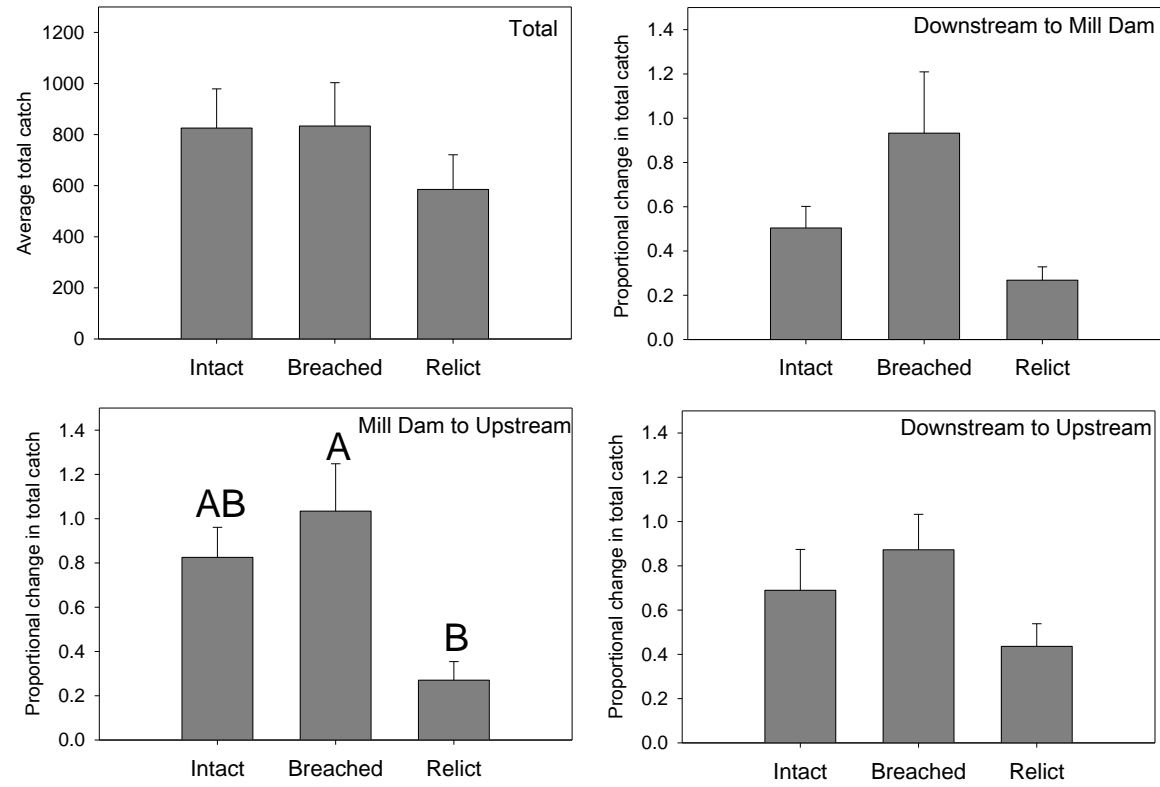 Total
Average total catch
1200
1000
800
600
400
200
0
Intact Breached Relict
Downstream to Mill Dam
Proportional change in total catch
1.4
1.2
1.0
0.8
0.6
0.4
0.2
0.0
Intact Breached Relict
Mill Dam to Upstream
Proportional change in total catch
1.4
1.2
1.0
0.8
0.6
0.4
0.2
0.0
AB
A
B
Intact Breached Relict
Downstream to Upstream
Proportional change in total catch
1.4
1.2
1.0
0.8
0.6
0.4
0.2
0.0
Intact Breached Relict